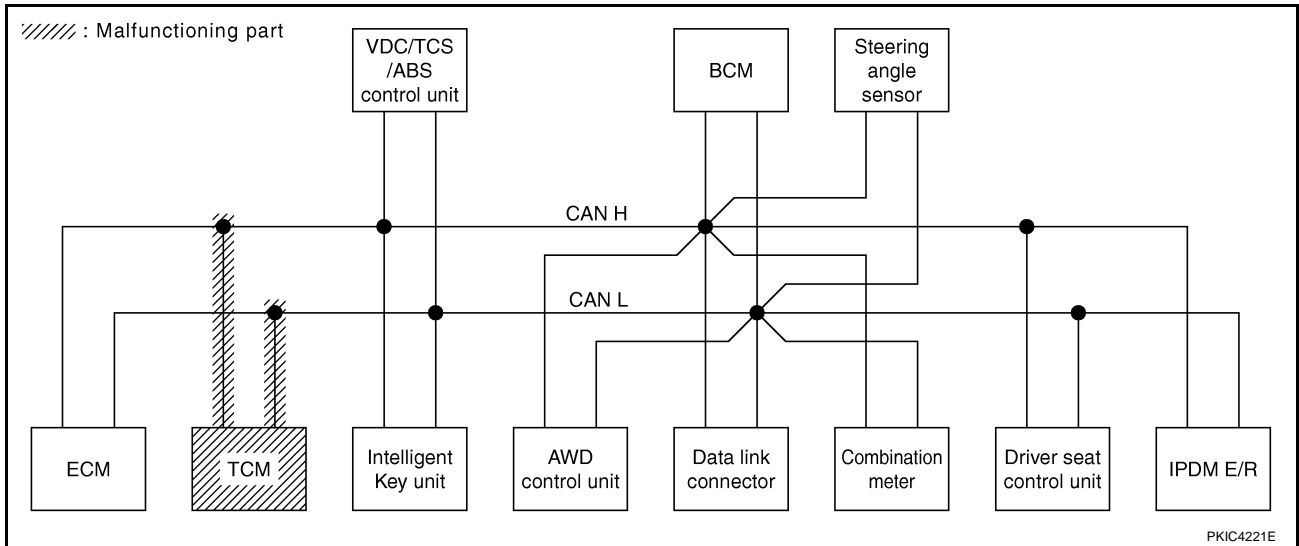 : Malfunctioning part
VDC/TCS
/ABS
control unit
BCM
Steering
angle
sensor
CAN H
CAN L
ECM
TCM
Intelligent
Key unit
AWD
control unit
Data link
connector
Combination
meter
Driver seat
control unit
IPDM E/R
PKIC4221E